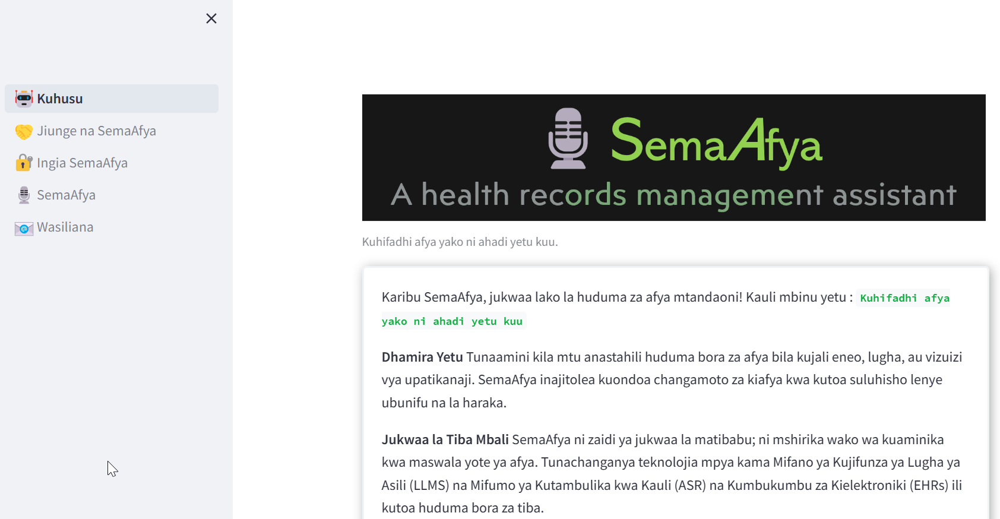 Kuhusu
Jiunge na SemaAfya
Ingia SemaAfya
SemaAfya
Wasiliana
SemaAfya
A health records management assistant
Kuhifadhi afya yako ni ahadi yetu kuu.
Karibu SemaAfya, jukwaa lako la huduma za afya mtandaoni! Kauli mbinu yetu : Kuhifadhi afya
yako ni ahadi yetu kuu
Dhamira Yetu Tunaamini kila mtu anastahili huduma bora za afya bila kujali eneo, lugha, au vizuizi
vya upatikanaji. SemaAfya inajitolea kuondoa changamoto za kiafya kwa kutoa suluhisho lenye
ubunifu na la haraka.
Jukwaa la Tiba Mbali SemaAfya ni zaidi ya jukwaa la matibabu; ni mshirika wako wa kuaminika
kwa maswala yote ya afya. Tunachanganya teknolojia mpya kama Mifano ya Kujifunza ya Lugha ya
Asili (LLMS) na Mifumo ya Kutambulika kwa Kauli (ASR) na Kumbukumbu za Kielektroniki (EHRs) ili
kutoa huduma bora za tiba.